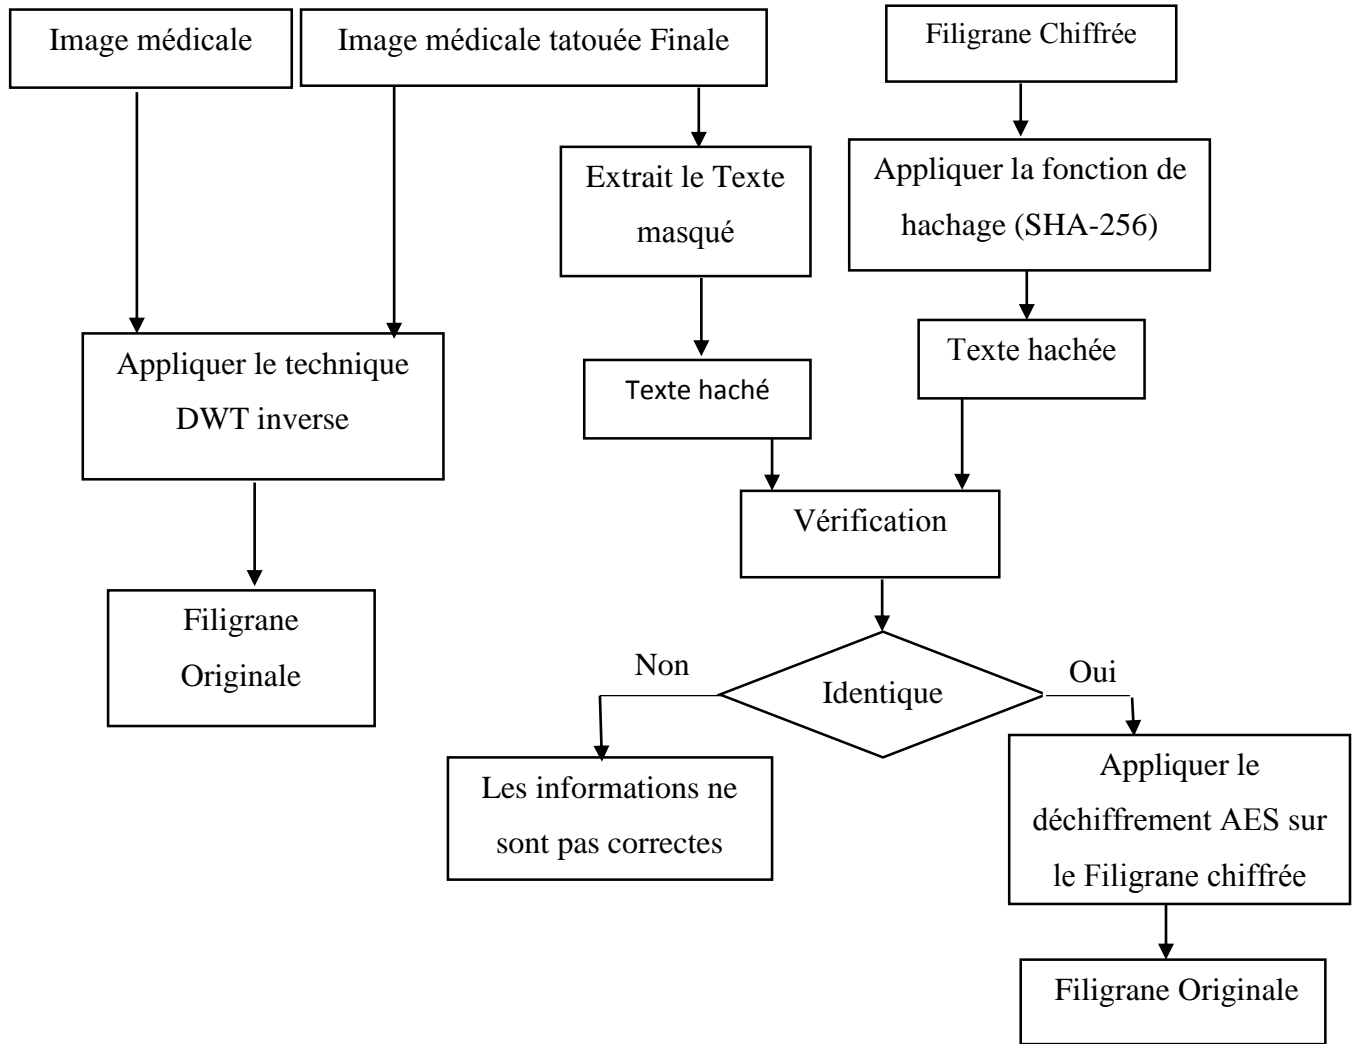 Image médicale
Image médicale tatouée Finale
Filigrane Chiffrée
Extrait le Texte
masqué
Appliquer la fonction de
hachage (SHA-256)
Appliquer le technique
DWT inverse
Texte haché
Texte hachée
Vérification
Filigrane
Originale
Non
Identique
Oui
Les informations ne
sont pas correctes
Appliquer le
déchiffrement AES sur
le Filigrane chiffrée
Filigrane Originale